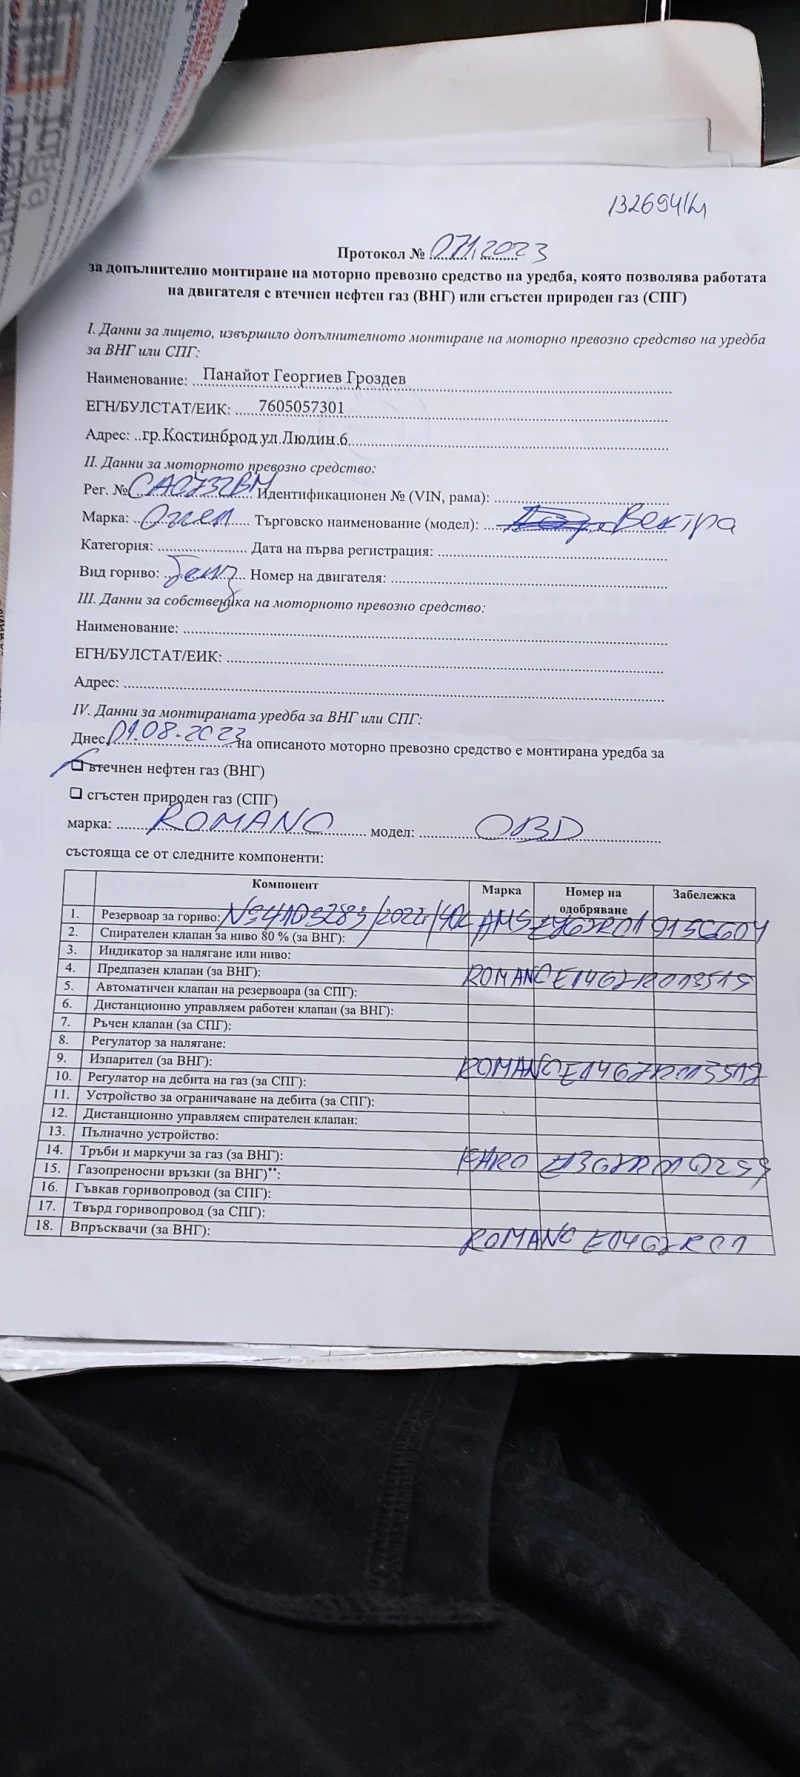 132694/И
Протокол № 071.2023
за допълнително монтиране на моторно превозно средство на уредба, която позволява работата
на двигателя с втечнен нефтен газ (ВНГ) или сгъстен природен газ (СПГ)
I. Данни за лицето, извършило допълнителното монтиране на моторно превозно средство на уредба
за ВНГ или СПГ:
Наименование: Панайот Георгиев Гроздев
ЕГН/БУЛСТАТ/ЕИК: 7605057301
Адрес: гр.Костинброд ул.Людин 6
II. Данни за моторното превозно средство:
Рег. № СА0732ВМ Идентификационен № (VIN, рама):
Марка: Опел Търговско наименование (модел): Вектра
Категория: Дата на първа регистрация:
Вид гориво: Бенз Номер на двигателя:
III. Данни за собственика на моторното превозно средство:
Наименование:
ЕГН/БУЛСТАТ/ЕИК:
Адрес:
IV. Данни за монтираната уредба за ВНГ или СПГ:
Днес 01.08.2023 на описаното моторно превозно средство е монтирана уредба за
втечнен нефтен газ (ВНГ)
сгъстен природен газ (СПГ)
марка: ROMANO модел: OBD
състояща се от следните компоненти:
Компонент Марка Номер на одобряване Забележка
1. Резервоар за гориво: /2022/40L AMS E467R01
2. Спирателен клапан за ниво 80 % (за ВНГ):
3. Индикатор за налягане или ниво:
4. Предпазен клапан (за ВНГ): ROMANO E1467R013515
5. Автоматичен клапан на резервоара (за СПГ):
6. Дистанционно управляем работен клапан (за ВНГ):
7. Ръчен клапан (за СПГ):
8. Регулатор за налягане:
9. Изпарител (за ВНГ): ROMANO E1467R013512
10. Регулатор на дебита на газ (за СПГ):
11. Устройство за ограничаване на дебита (за СПГ):
12. Дистанционно управляем спирателен клапан:
13. Пълначно устройство:
14. Тръби и маркучи за газ (за ВНГ): FARO
15. Газопреносни връзки (за ВНГ)**:
16. Гъвкав горивопровод (за СПГ):
17. Твърд горивопровод (за СПГ):
18. Впръсквачи (за ВНГ): ROMANO E0467R01